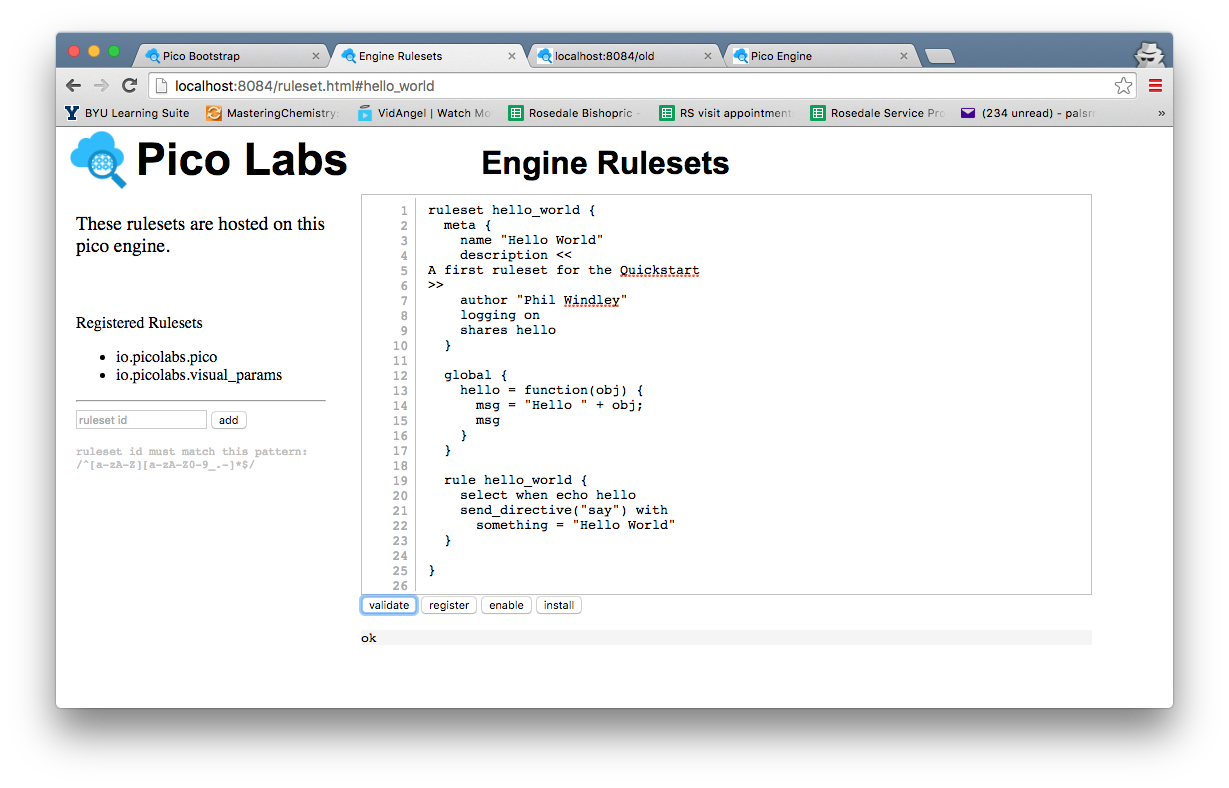 Pico Bootstrap
Engine Rulesets
localhost:8084/old
Pico Engine
localhost:8084/ruleset.html#hello_world
BYU Learning Suite
MasteringChemistry:
VidAngel | Watch Mo
Rosedale Bishopric -
RS visit appointment
Rosedale Service Pro
(234 unread) - palsr
»
Pico Labs
Engine Rulesets
These rulesets are hosted on this
pico engine.
Registered Rulesets
• io.picolabs.pico
• io.picolabs.visual_params
ruleset id
add
ruleset id must match this pattern:
/^[a-zA-Z][a-zA-Z0-9_.-]*$/
1 ruleset hello_world {
2   meta {
3     name "Hello World"
4     description <<
5 A first ruleset for the Quickstart
6 >>
7     author "Phil Windley"
8     logging on
9     shares hello
10   }
11
12   global {
13     hello = function(obj) {
14       msg = "Hello " + obj;
15       msg
16     }
17   }
18
19   rule hello_world {
20     select when echo hello
21     send_directive("say") with
22       something = "Hello World"
23   }
24
25 }
26
validate
register
enable
install
ok